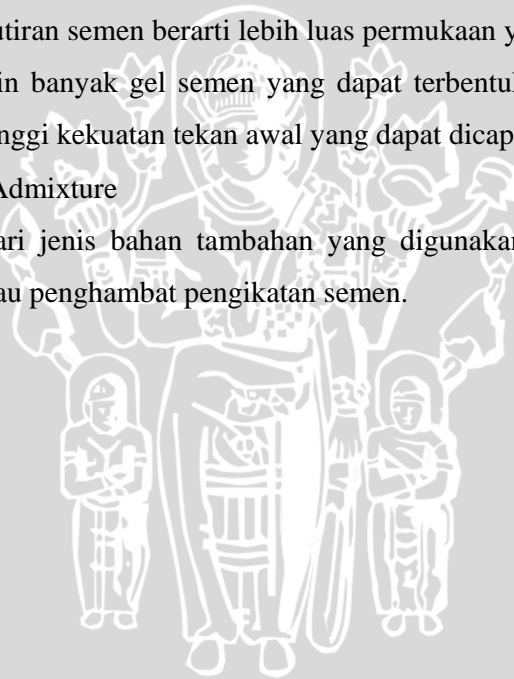 utiran semen berarti lebih luas permukaan y
in banyak gel semen yang dapat terbentuk
nggi kekuatan tekan awal yang dapat dicap
Admixture
ari jenis bahan tambahan yang digunakan
au penghambat pengikatan semen.